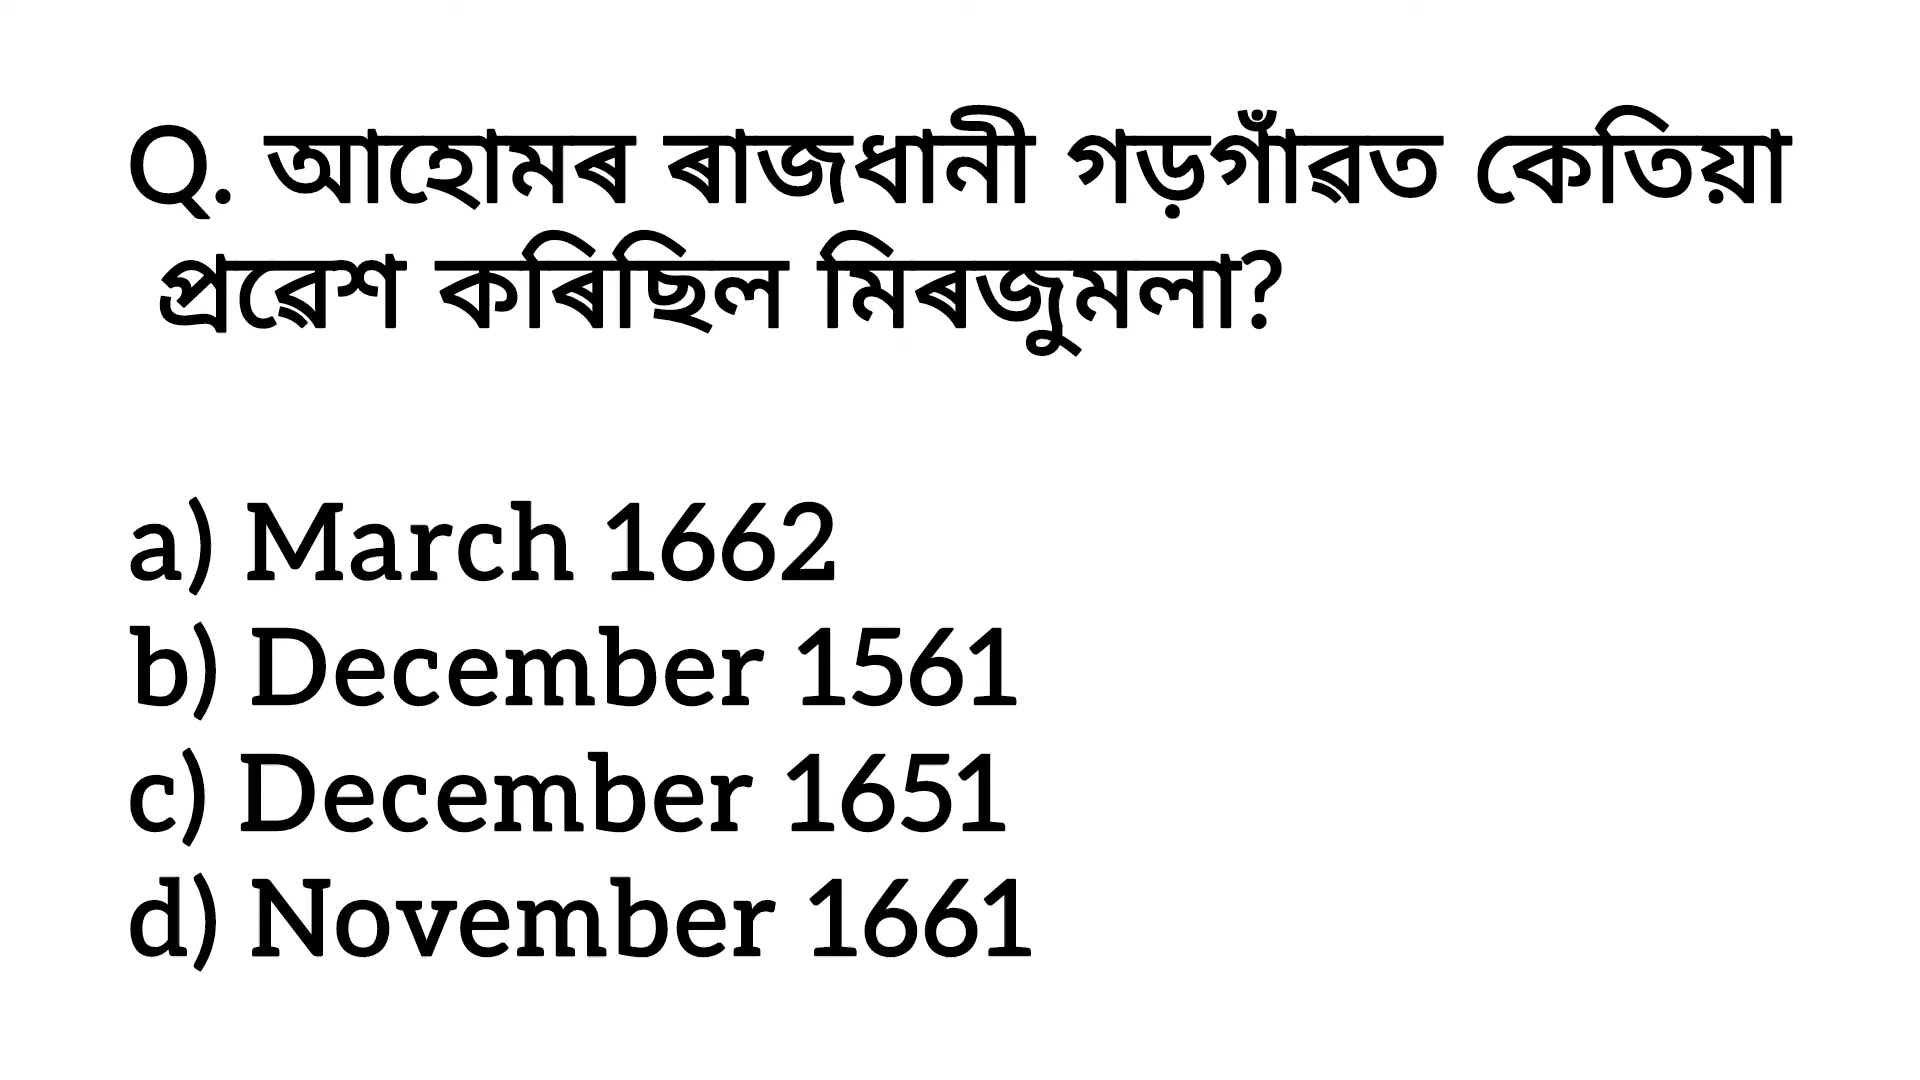 Q. আহোমৰ ৰাজধানী গড়গাঁৱত কেতিয়া
প্ৰৱেশ কৰিছিল মিৰজুমলা?
a) March 1662
b) December 1561
c) December 1651
d) November 1661